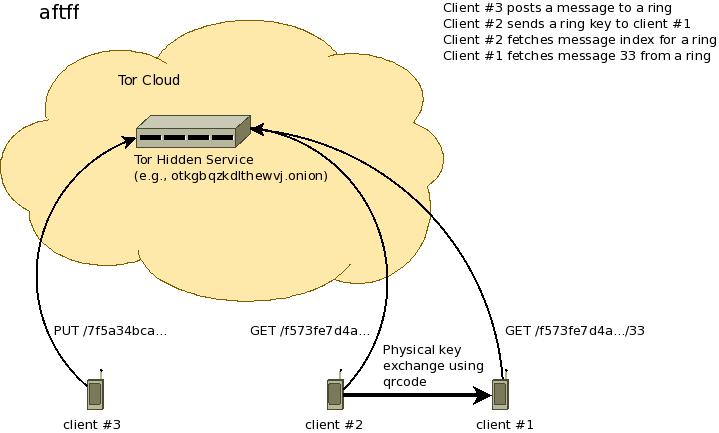 aftff
Client #3 posts a message to a ring
Client #2 sends a ring key to client #1
Client #2 fetches message index for a ring
Client #1 fetches message 33 from a ring
Tor Cloud
Tor Hidden Service
(e.g., otkgbqzkdlthewvj.onion)
PUT /7f5a34bca...
GET /f573fe7d4a...
GET /f573fe7d4a.../33
Physical key
exchange using
qrcode
client #3
client #2
client #1